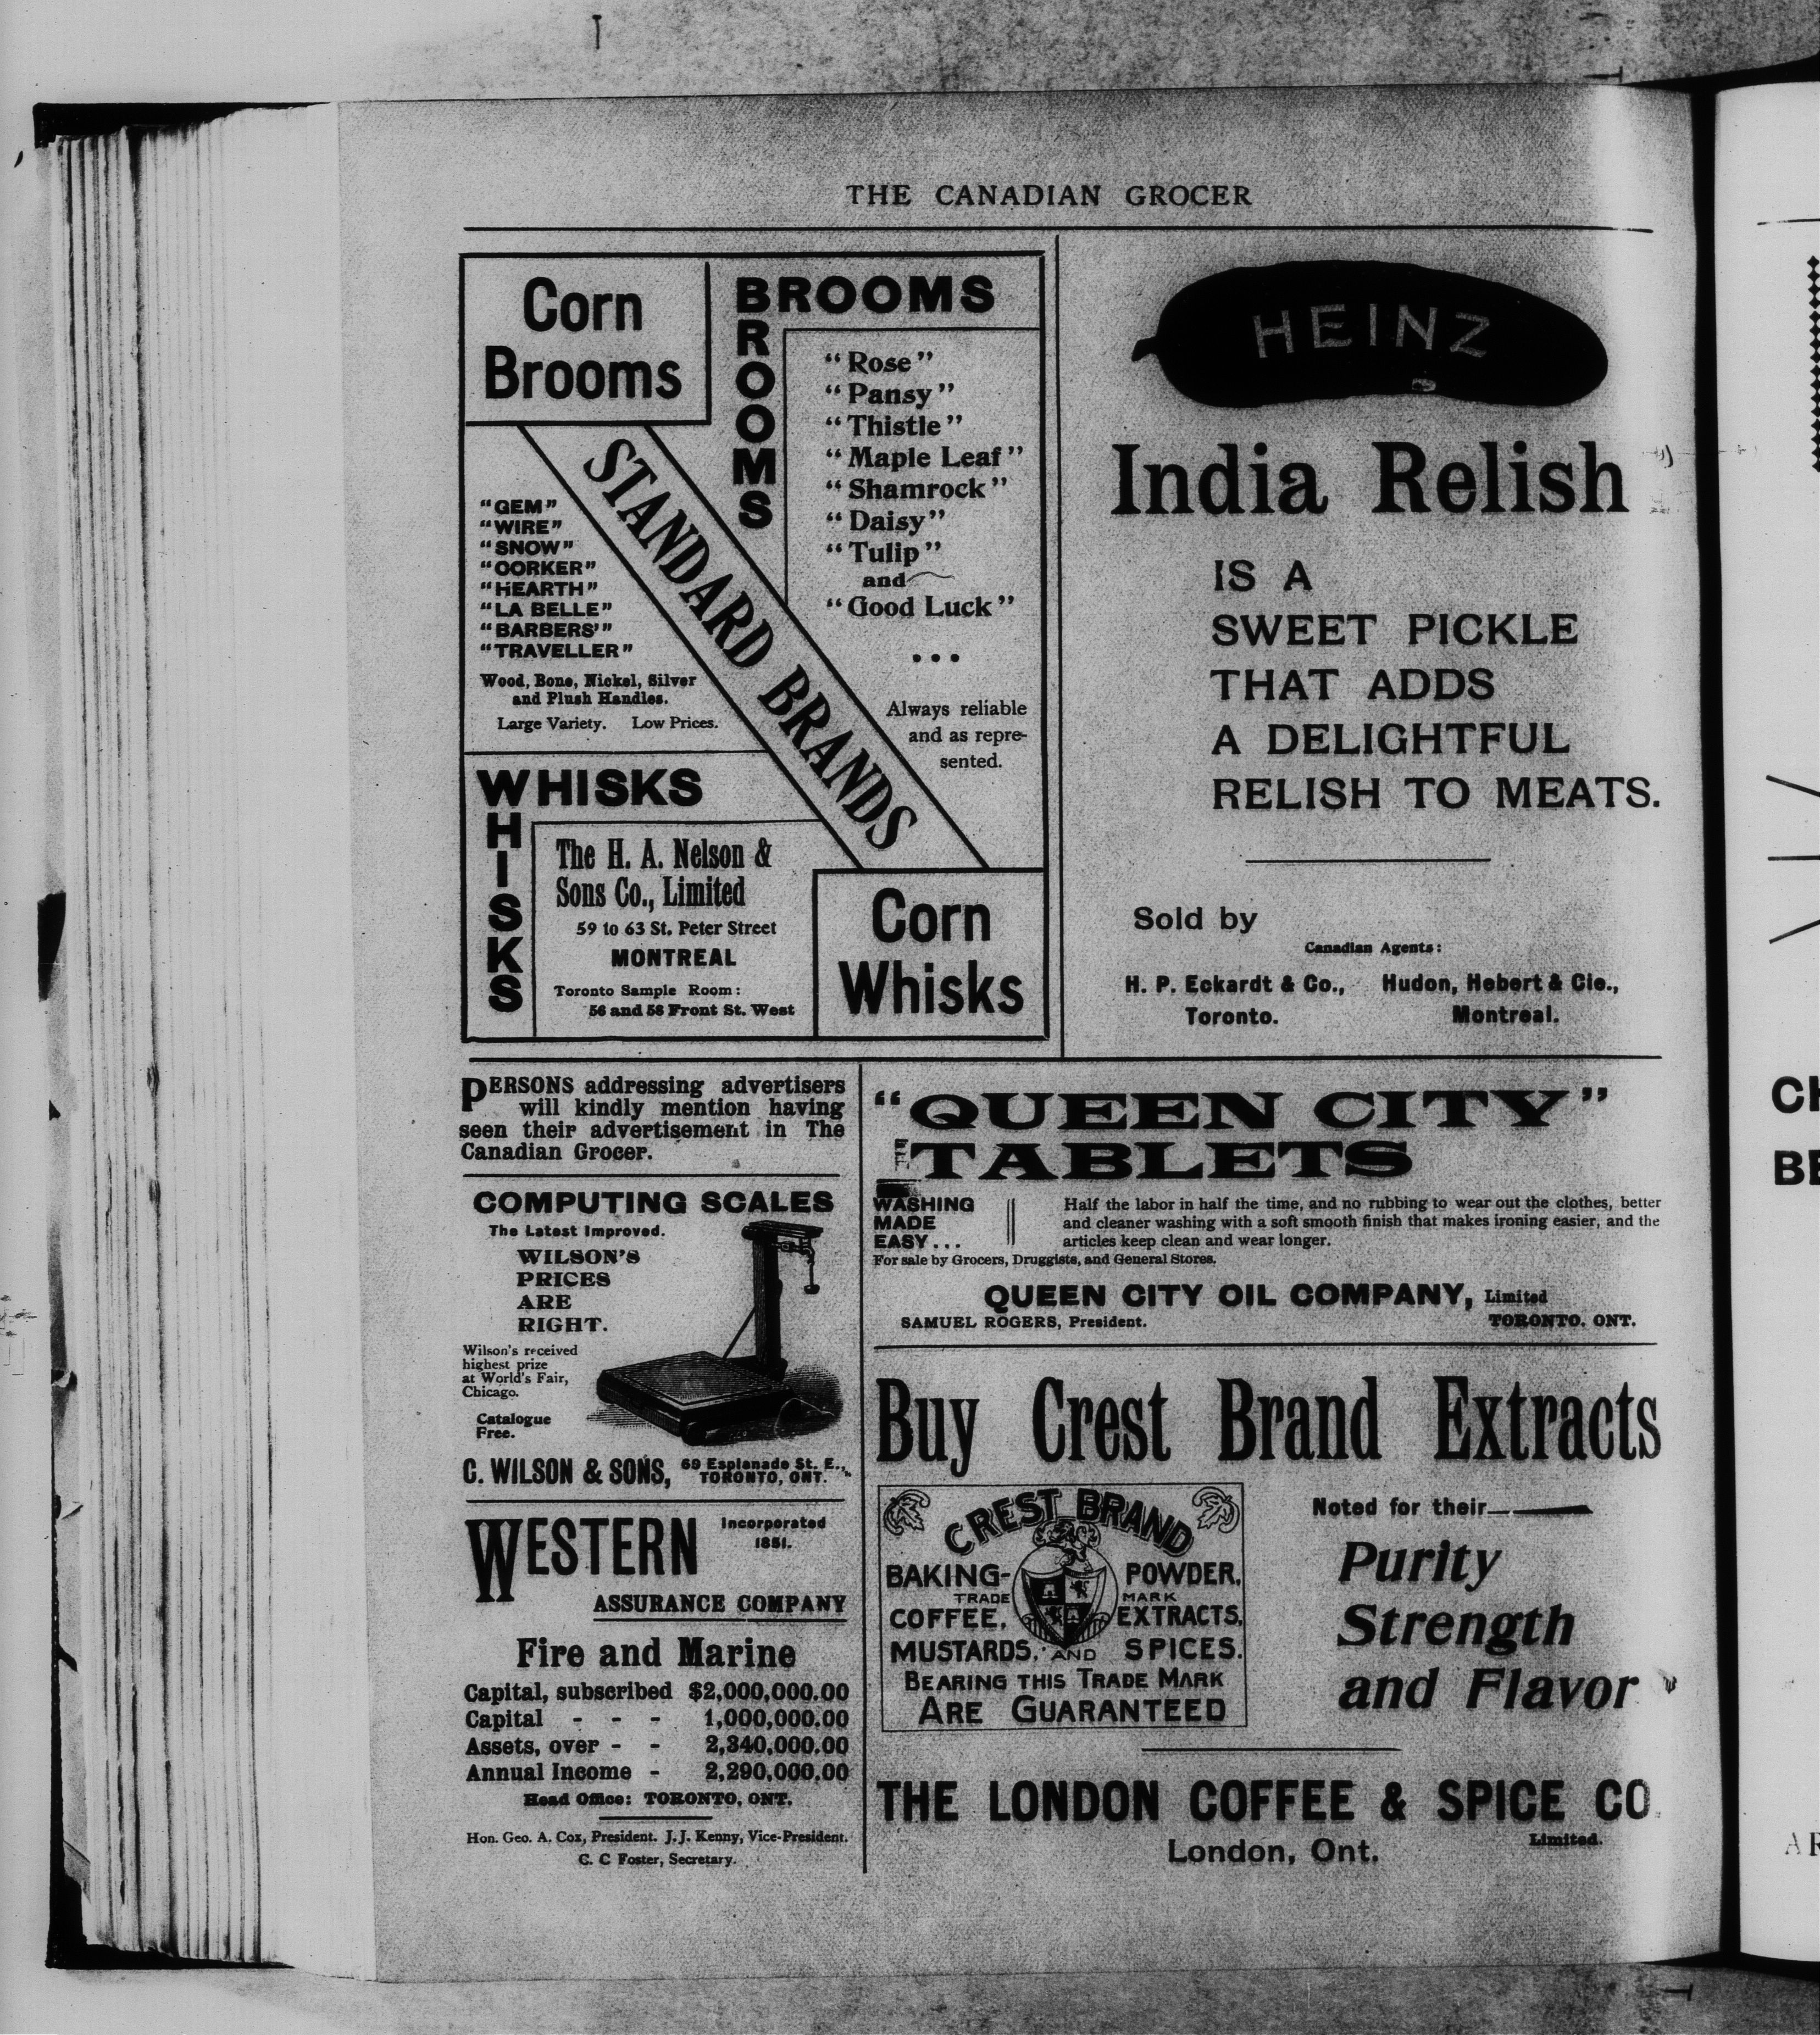 THE CANADIAN GROCER
Corn
Brooms
BROOMS
BROOMS
"Rose"
"Pansy"
"Thistle"
"Maple Leaf"
"Shamrock"
"Daisy"
"Tulip"
and
"Good Luck"
...
Always reliable
and as repre-
sented.
STANDARD BRANDS
"GEM"
"WIRE"
"SNOW"
"CORKER"
"HEARTH"
"LA BELLE"
"BARBERS'"
"TRAVELLER"
Wood, Bone, Nickel, Silver
and Plush Handles.
Large Variety. Low Prices.
WHISKS
WHISKS
The H. A. Nelson &
Sons Co., Limited
59 to 63 St. Peter Street
MONTREAL
Toronto Sample Room:
56 and 58 Front St. West
Corn
Whisks
HEINZ
India Relish
IS A
SWEET PICKLE
THAT ADDS
A DELIGHTFUL
RELISH TO MEATS.
Sold by
Canadian Agents:
H. P. Eckardt & Co., Hudon, Hebert & Cie.,
Toronto. Montreal.
PERSONS addressing advertisers
will kindly mention having
seen their advertisement in The
Canadian Grocer.
COMPUTING SCALES
The Latest Improved.
WILSON'S
PRICES
ARE
RIGHT.
Wilson's received
highest prize
at World's Fair,
Chicago.
Catalogue
Free.
C. WILSON & SONS, 69 Esplanade St. E.,
TORONTO, ONT.
WESTERN Incorporated
1851.
ASSURANCE COMPANY
Fire and Marine
Capital, subscribed $2,000,000.00
Capital - - - 1,000,000.00
Assets, over - - 2,340,000.00
Annual Income - 2,290,000.00
Head Office: TORONTO, ONT.
Hon. Geo. A. Cox, President. J. J. Kenny, Vice-President.
C. C Foster, Secretary.
"QUEEN CITY"
TABLETS
WASHING
MADE
EASY...
Half the labor in half the time, and no rubbing to wear out the clothes, better
and cleaner washing with a soft smooth finish that makes ironing easier, and the
articles keep clean and wear longer.
For sale by Grocers, Druggists, and General Stores.
QUEEN CITY OIL COMPANY, Limited
SAMUEL ROGERS, President. TORONTO, ONT.
Buy Crest Brand Extracts
CREST BRAND
BAKING- POWDER.
TRADE MARK
COFFEE, EXTRACTS,
MUSTARDS, AND SPICES.
BEARING THIS TRADE MARK
ARE GUARANTEED
Noted for their
Purity
Strength
and Flavor
THE LONDON COFFEE & SPICE CO.
Limited.
London, Ont.